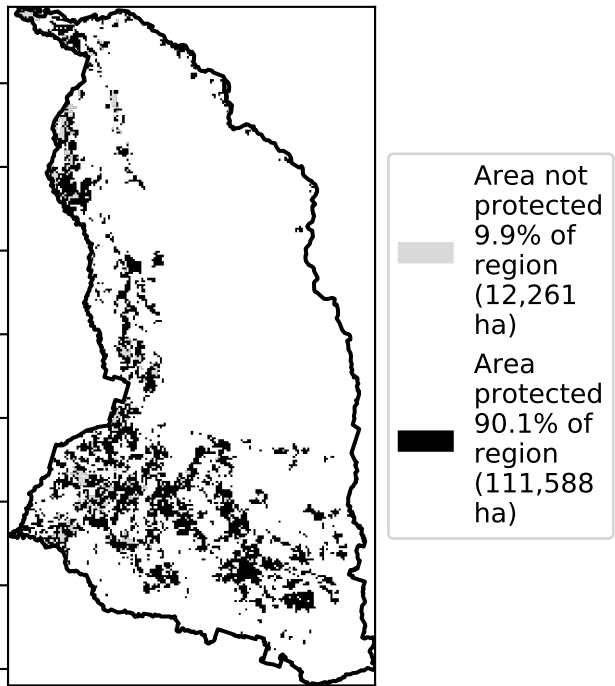 Area not
protected
9.9% of
region
(12,261
ha)
Area
protected
90.1% of
region
(111,588
ha)